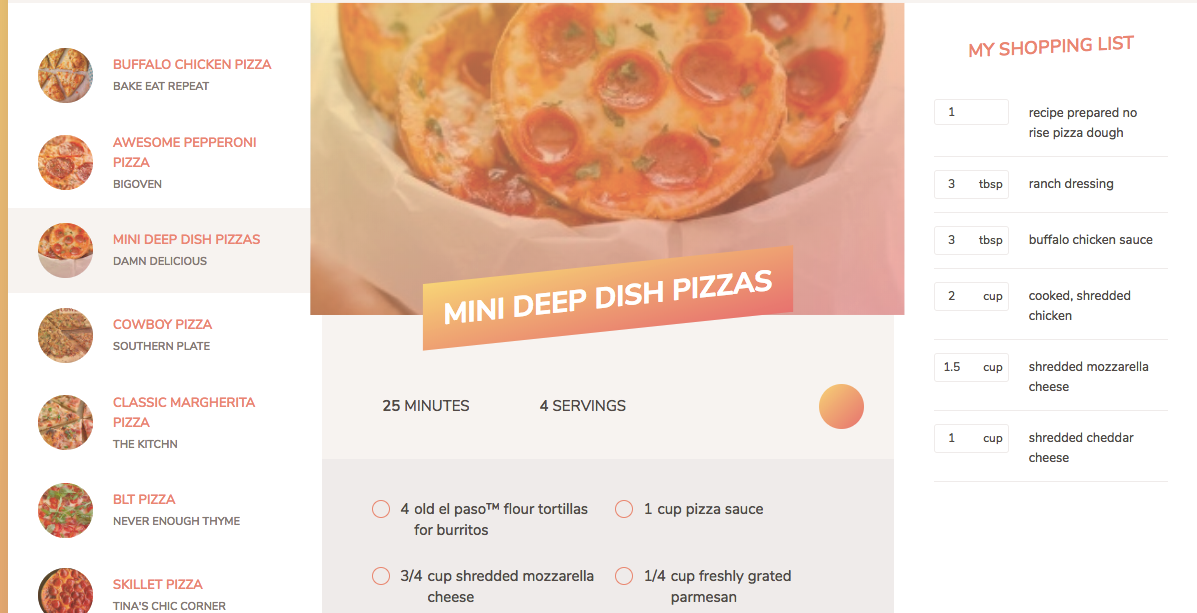 BUFFALO CHICKEN PIZZA
BAKE EAT REPEAT
AWESOME PEPPERONI
PIZZA
BIGOVEN
MINI DEEP DISH PIZZAS
DAMN DELICIOUS
COWBOY PIZZA
SOUTHERN PLATE
CLASSIC MARGHERITA
PIZZA
THE KITCHN
BLT PIZZA
NEVER ENOUGH THYME
SKILLET PIZZA
TINA'S CHIC CORNER
MINI DEEP DISH PIZZAS
25 MINUTES
4 SERVINGS
4 old el paso™ flour tortillas
for burritos
1 cup pizza sauce
3/4 cup shredded mozzarella
cheese
1/4 cup freshly grated
parmesan
MY SHOPPING LIST
1 recipe prepared no
rise pizza dough
3 tbsp ranch dressing
3 tbsp buffalo chicken sauce
2 cup cooked, shredded
chicken
1.5 cup shredded mozzarella
cheese
1 cup shredded cheddar
cheese